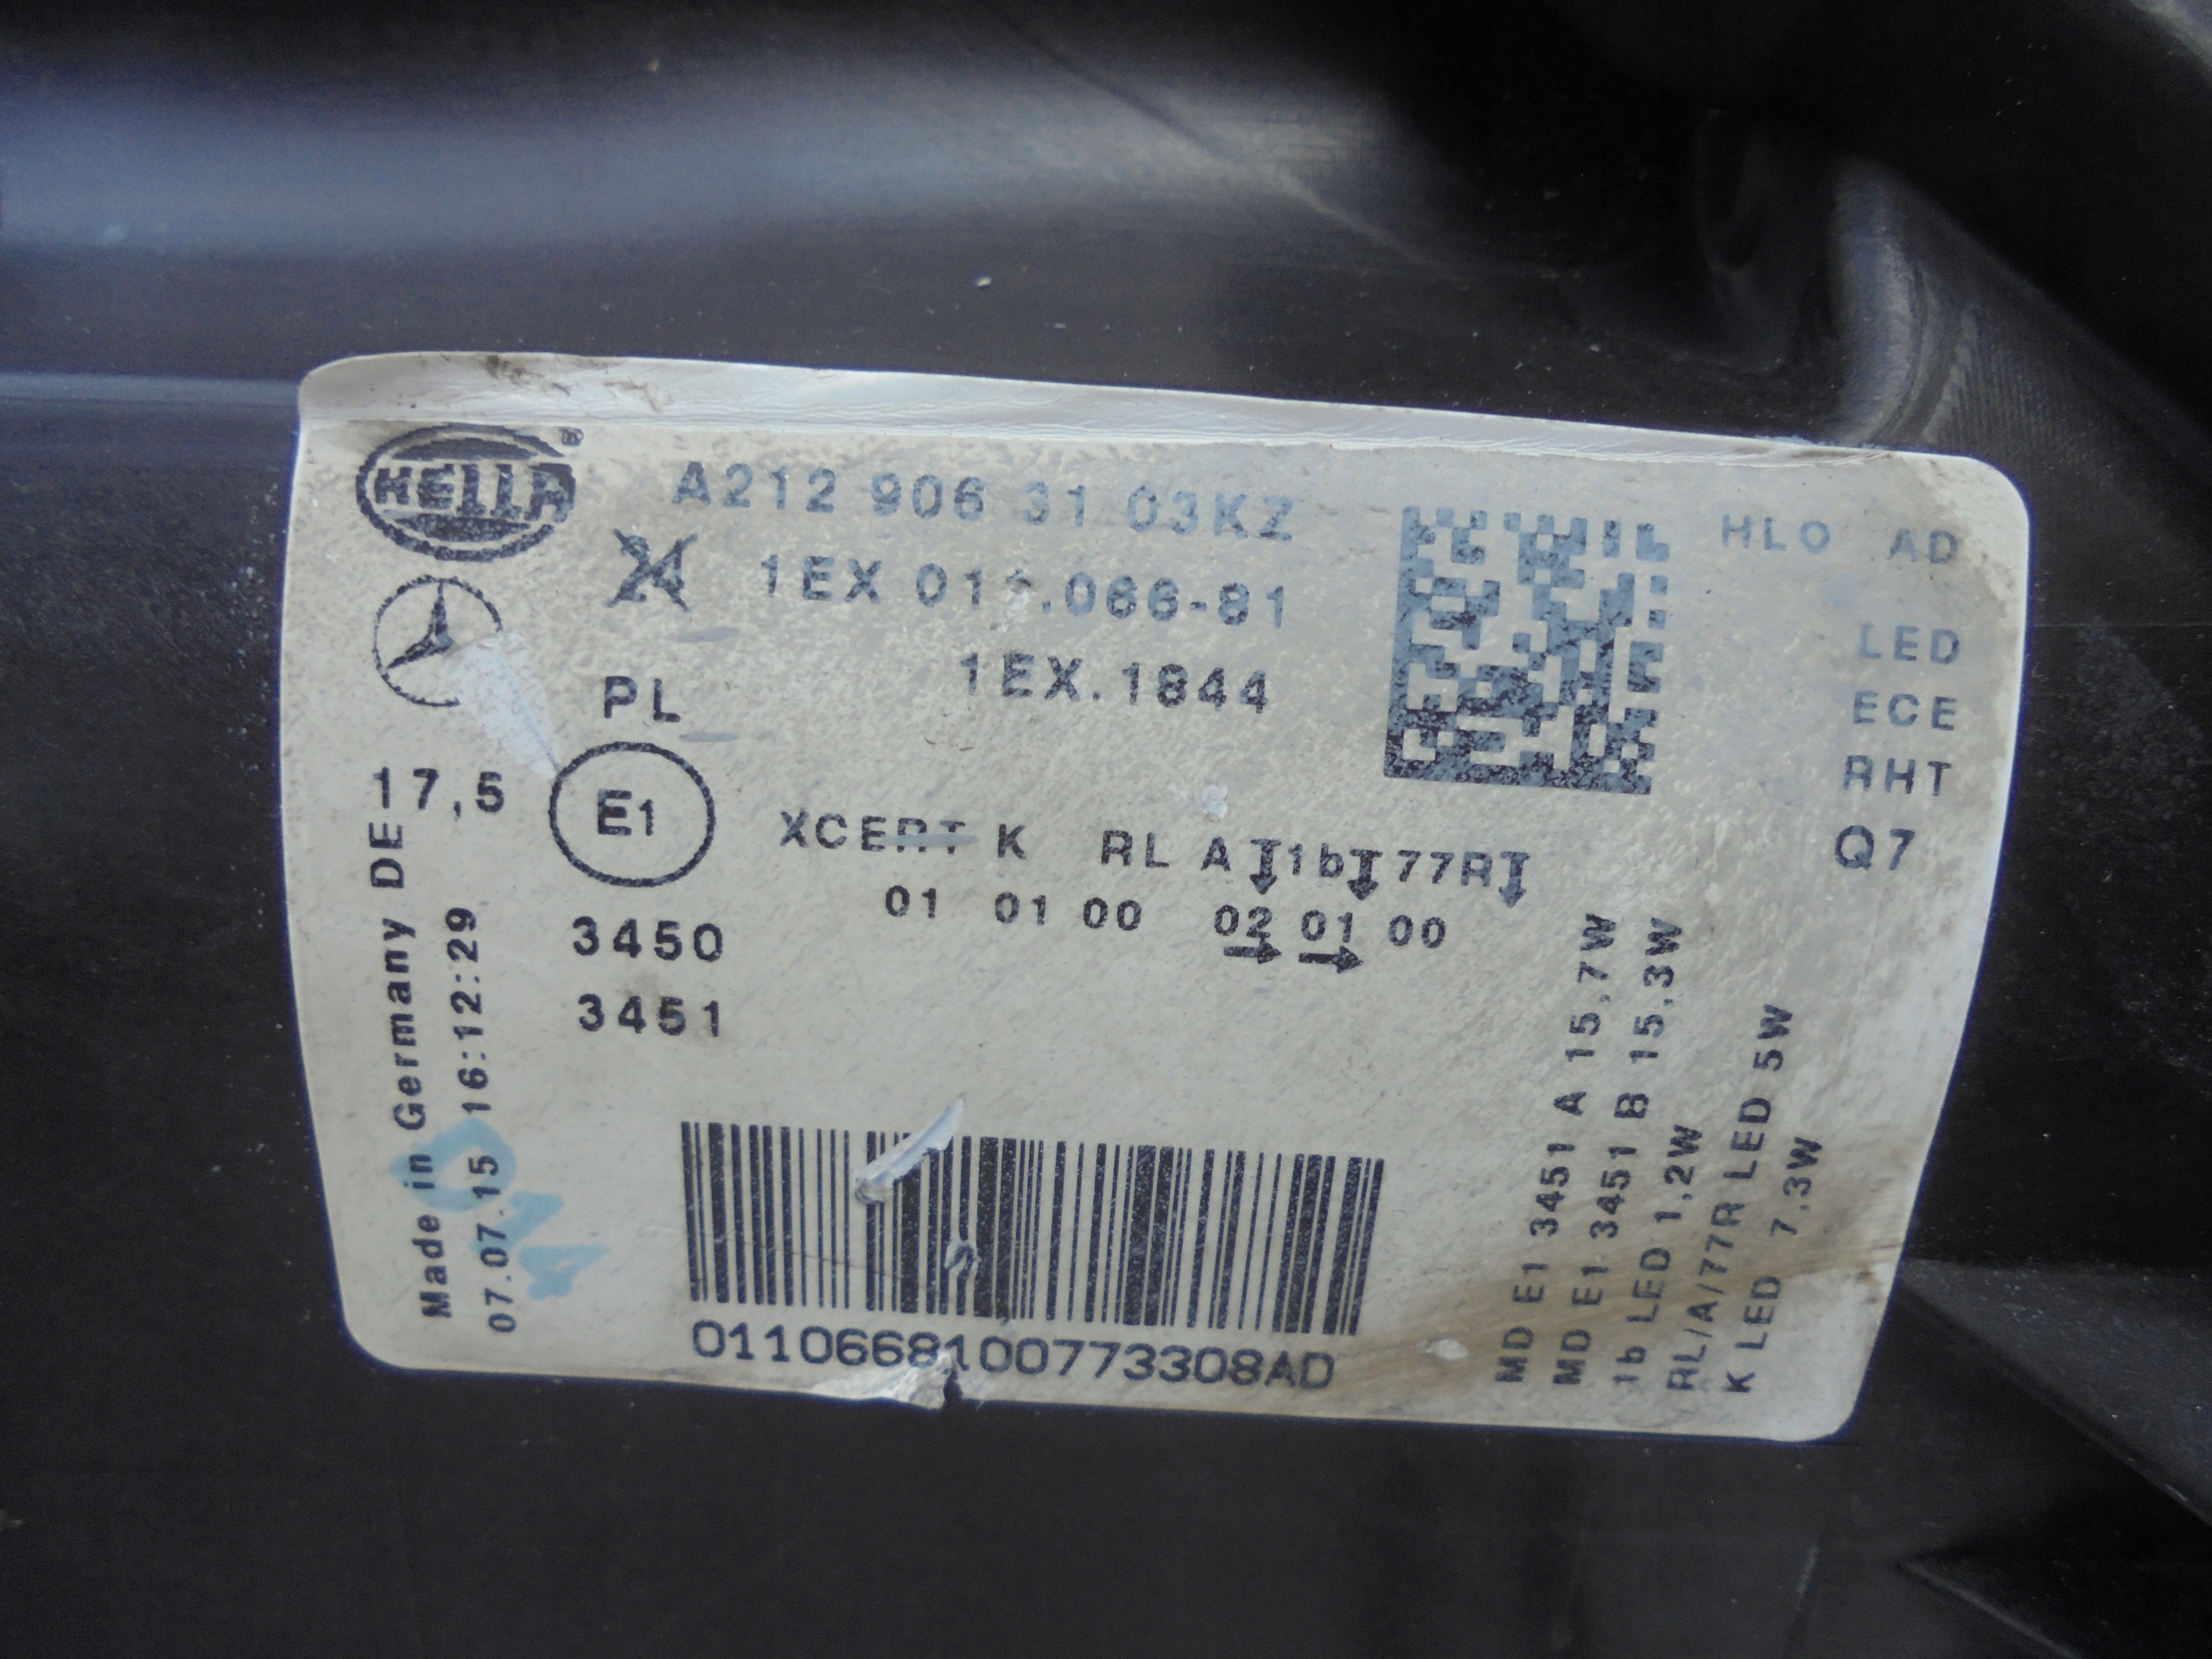 HELLA®
A212 906 31 03KZ
HLO AD
24
1EX 011.066-81
LED
1EX.1844
ECE
PL
RHT
17,5
E1
XCERT K RL A 1b 77R
Q7
01 01 00 02 01 00
3450
3451
Made in Germany DE
07.07.15 16:12:29
MD E1 3451 A 15,7W
MD E1 3451 B 15,3W
1b LED 1,2W
RL/A/77R LED 5W
K LED 7,3W
0110668100773308AD